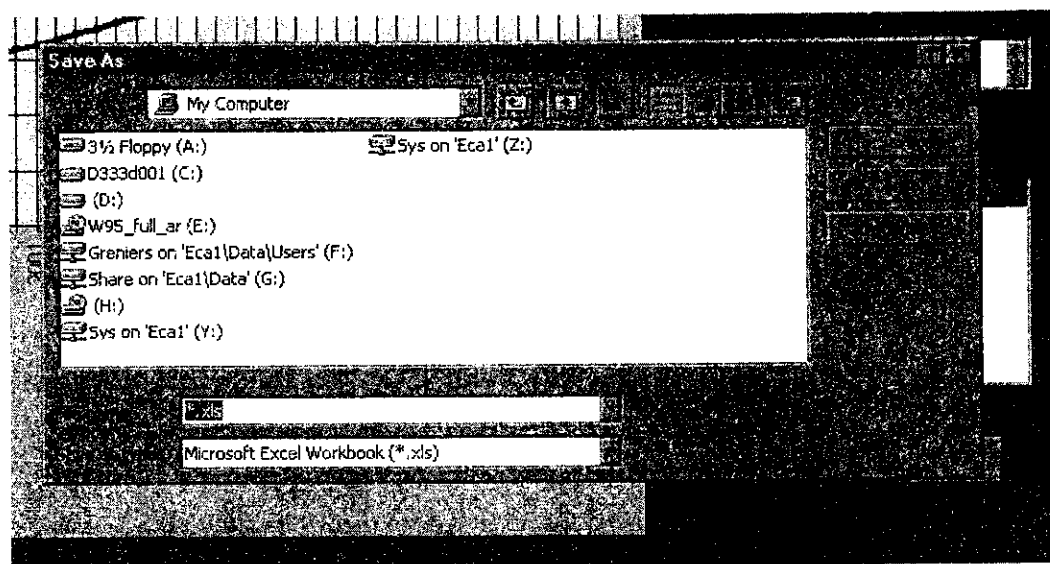 Save As
My Computer
3½ Floppy (A:)
D333d001 (C:)
(D:)
W95_full_ar (E:)
Greniers on 'Eca1\Data\Users' (F:)
Share on 'Eca1\Data' (G:)
(H:)
Sys on 'Eca1' (Y:)
Sys on 'Eca1' (Z:)
*.xls
Microsoft Excel Workbook (*.xls)